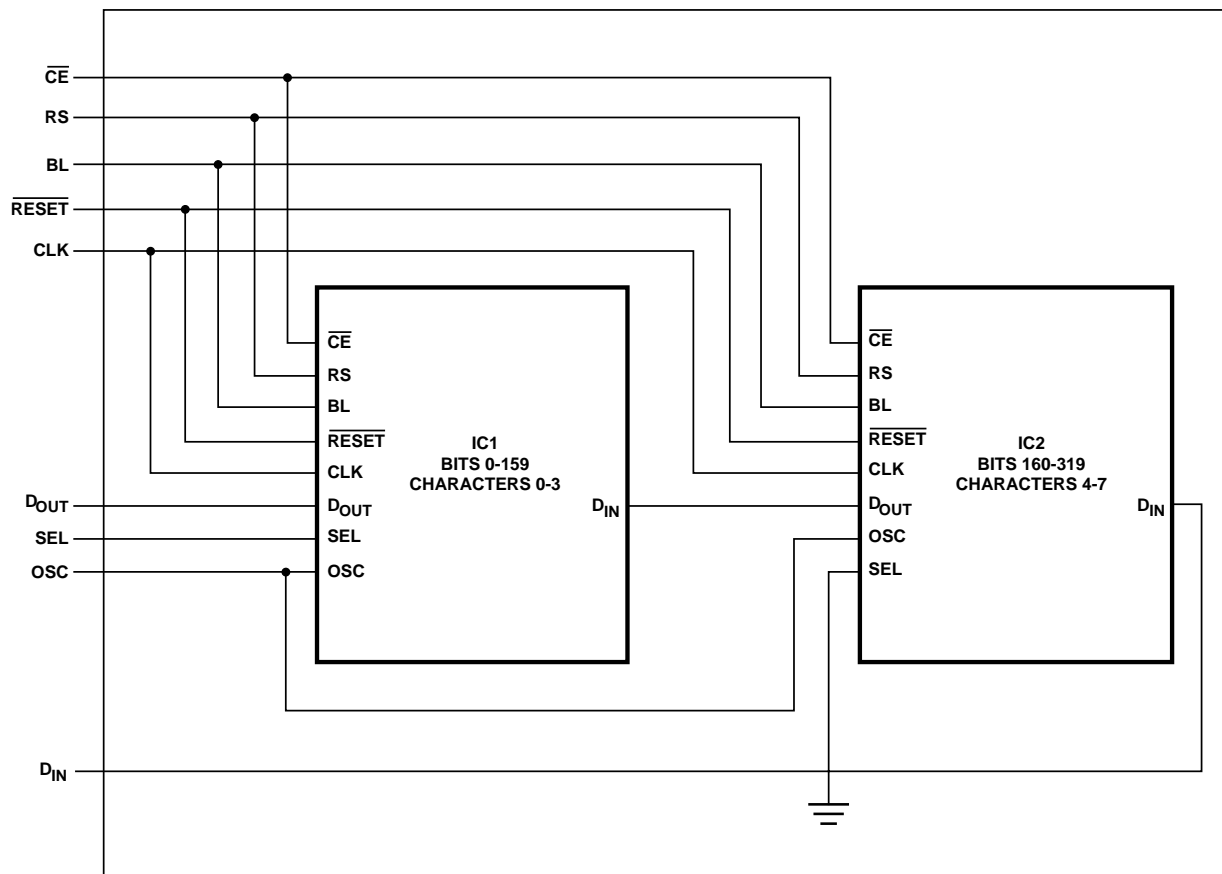 CE
RS
BL
RESET
CLK
DOUT
SEL
OSC
DIN
CE
RS
BL
RESET
CLK
DOUT
SEL
OSC
IC1
BITS 0-159
CHARACTERS 0-3
DIN
CE
RS
BL
RESET
CLK
DOUT
OSC
SEL
IC2
BITS 160-319
CHARACTERS 4-7
DIN